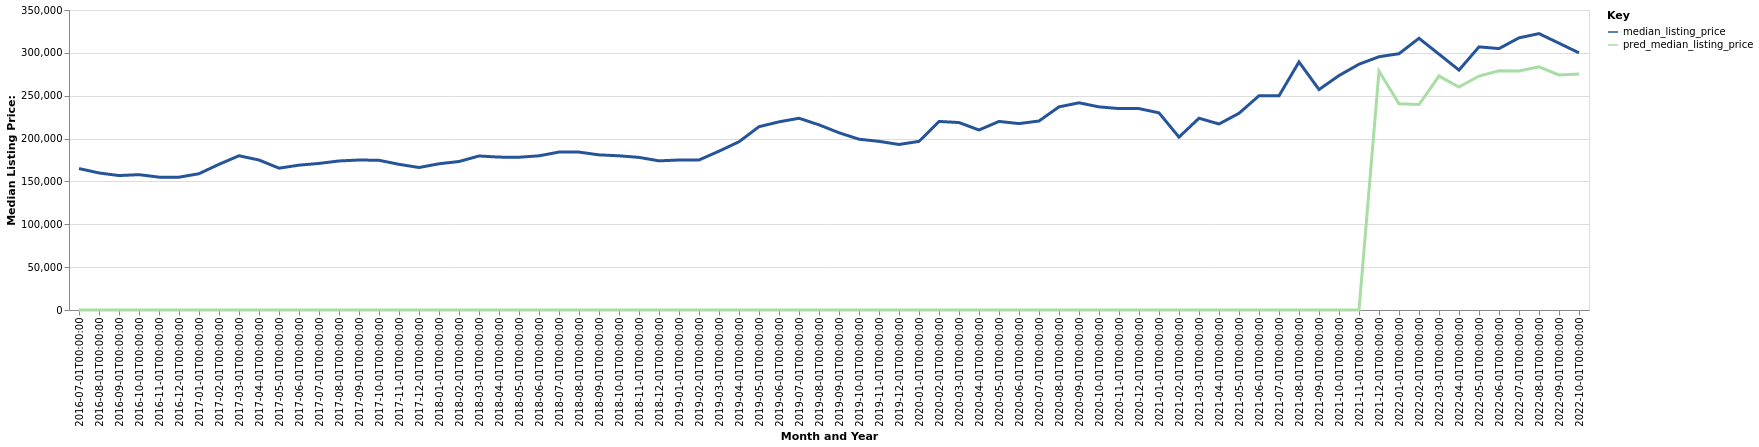 350,000
300,000
250,000
200,000
150,000
100,000
50,000
0
Median Listing Price:
2016-07-01T00:00:00
2016-08-01T00:00:00
2016-09-01T00:00:00
2016-10-01T00:00:00
2016-11-01T00:00:00
2016-12-01T00:00:00
2017-01-01T00:00:00
2017-02-01T00:00:00
2017-03-01T00:00:00
2017-04-01T00:00:00
2017-05-01T00:00:00
2017-06-01T00:00:00
2017-07-01T00:00:00
2017-08-01T00:00:00
2017-09-01T00:00:00
2017-10-01T00:00:00
2017-11-01T00:00:00
2017-12-01T00:00:00
2018-01-01T00:00:00
2018-02-01T00:00:00
2018-03-01T00:00:00
2018-04-01T00:00:00
2018-05-01T00:00:00
2018-06-01T00:00:00
2018-07-01T00:00:00
2018-08-01T00:00:00
2018-09-01T00:00:00
2018-10-01T00:00:00
2018-11-01T00:00:00
2018-12-01T00:00:00
2019-01-01T00:00:00
2019-02-01T00:00:00
2019-03-01T00:00:00
2019-04-01T00:00:00
2019-05-01T00:00:00
2019-06-01T00:00:00
2019-07-01T00:00:00
2019-08-01T00:00:00
2019-09-01T00:00:00
2019-10-01T00:00:00
2019-11-01T00:00:00
2019-12-01T00:00:00
2020-01-01T00:00:00
2020-02-01T00:00:00
2020-03-01T00:00:00
2020-04-01T00:00:00
2020-05-01T00:00:00
2020-06-01T00:00:00
2020-07-01T00:00:00
2020-08-01T00:00:00
2020-09-01T00:00:00
2020-10-01T00:00:00
2020-11-01T00:00:00
2020-12-01T00:00:00
2021-01-01T00:00:00
2021-02-01T00:00:00
2021-03-01T00:00:00
2021-04-01T00:00:00
2021-05-01T00:00:00
2021-06-01T00:00:00
2021-07-01T00:00:00
2021-08-01T00:00:00
2021-09-01T00:00:00
2021-10-01T00:00:00
2021-11-01T00:00:00
2021-12-01T00:00:00
2022-01-01T00:00:00
2022-02-01T00:00:00
2022-03-01T00:00:00
2022-04-01T00:00:00
2022-05-01T00:00:00
2022-06-01T00:00:00
2022-07-01T00:00:00
2022-08-01T00:00:00
2022-09-01T00:00:00
2022-10-01T00:00:00
Month and Year
Key
median_listing_price
pred_median_listing_price